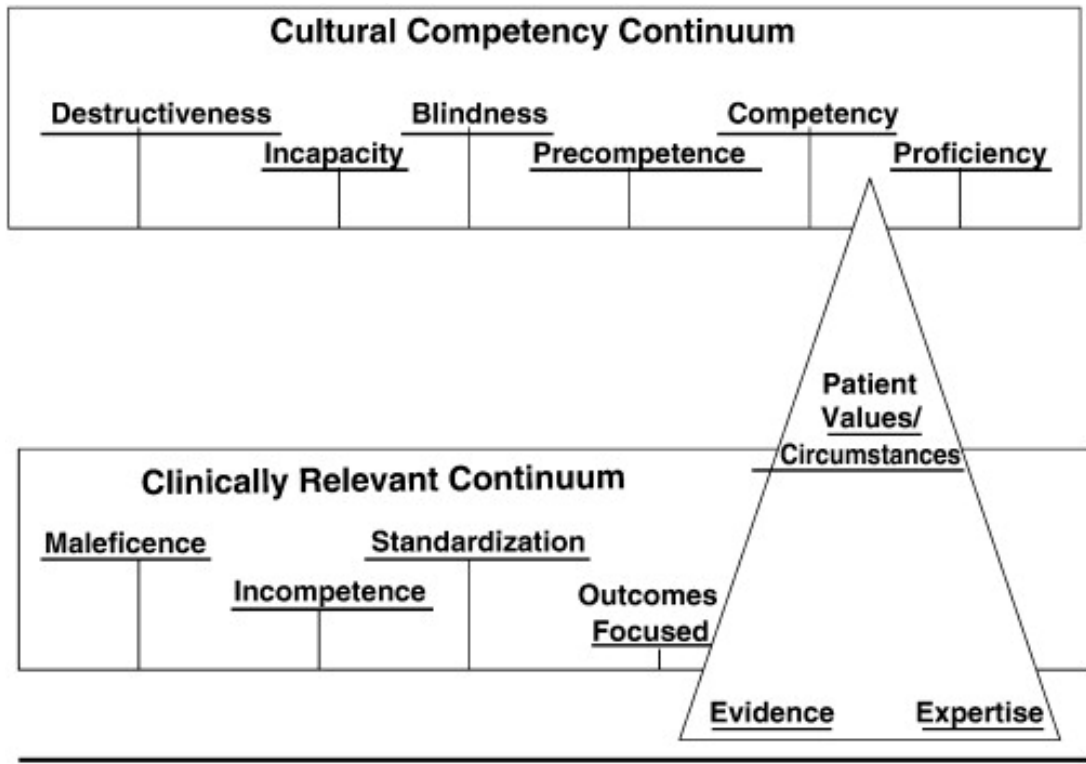 Cultural Competency Continuum
Destructiveness
Blindness
Competency
Incapacity
Precompetence
Proficiency
Patient
Values/
Circumstances
Clinically Relevant Continuum
Maleficence
Standardization
Incompetence
Outcomes
Focused
Evidence
Expertise